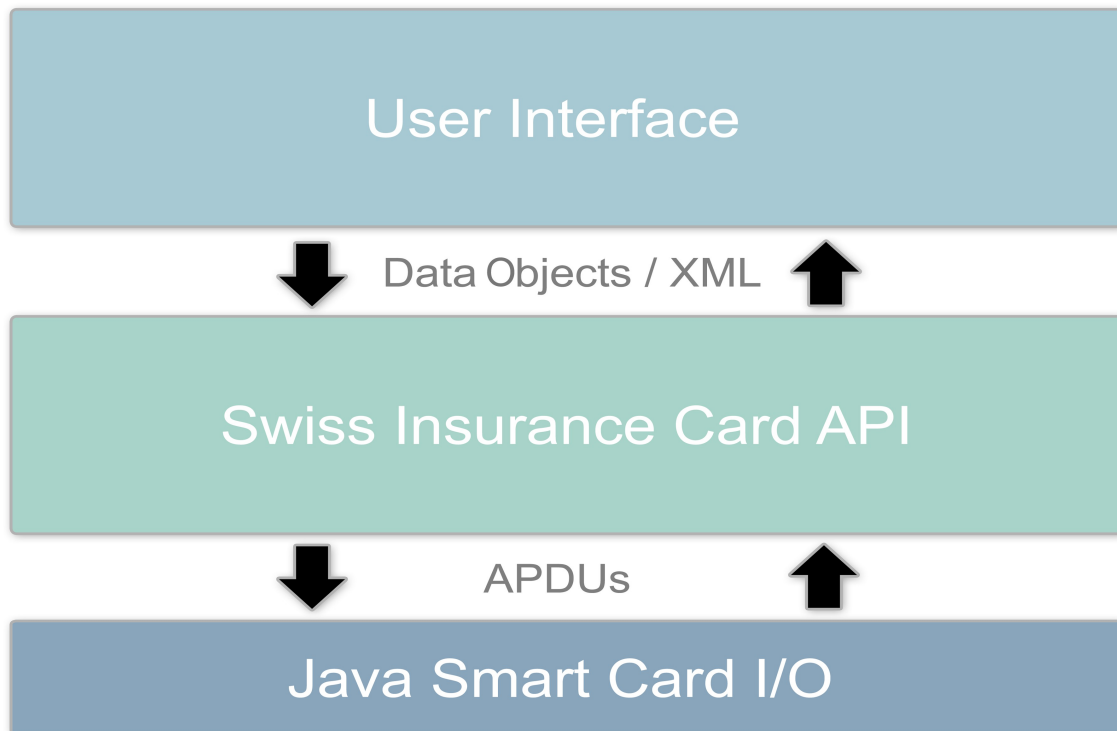 User Interface
Data Objects / XML
Swiss Insurance Card API
APDUs
Java Smart Card I/O